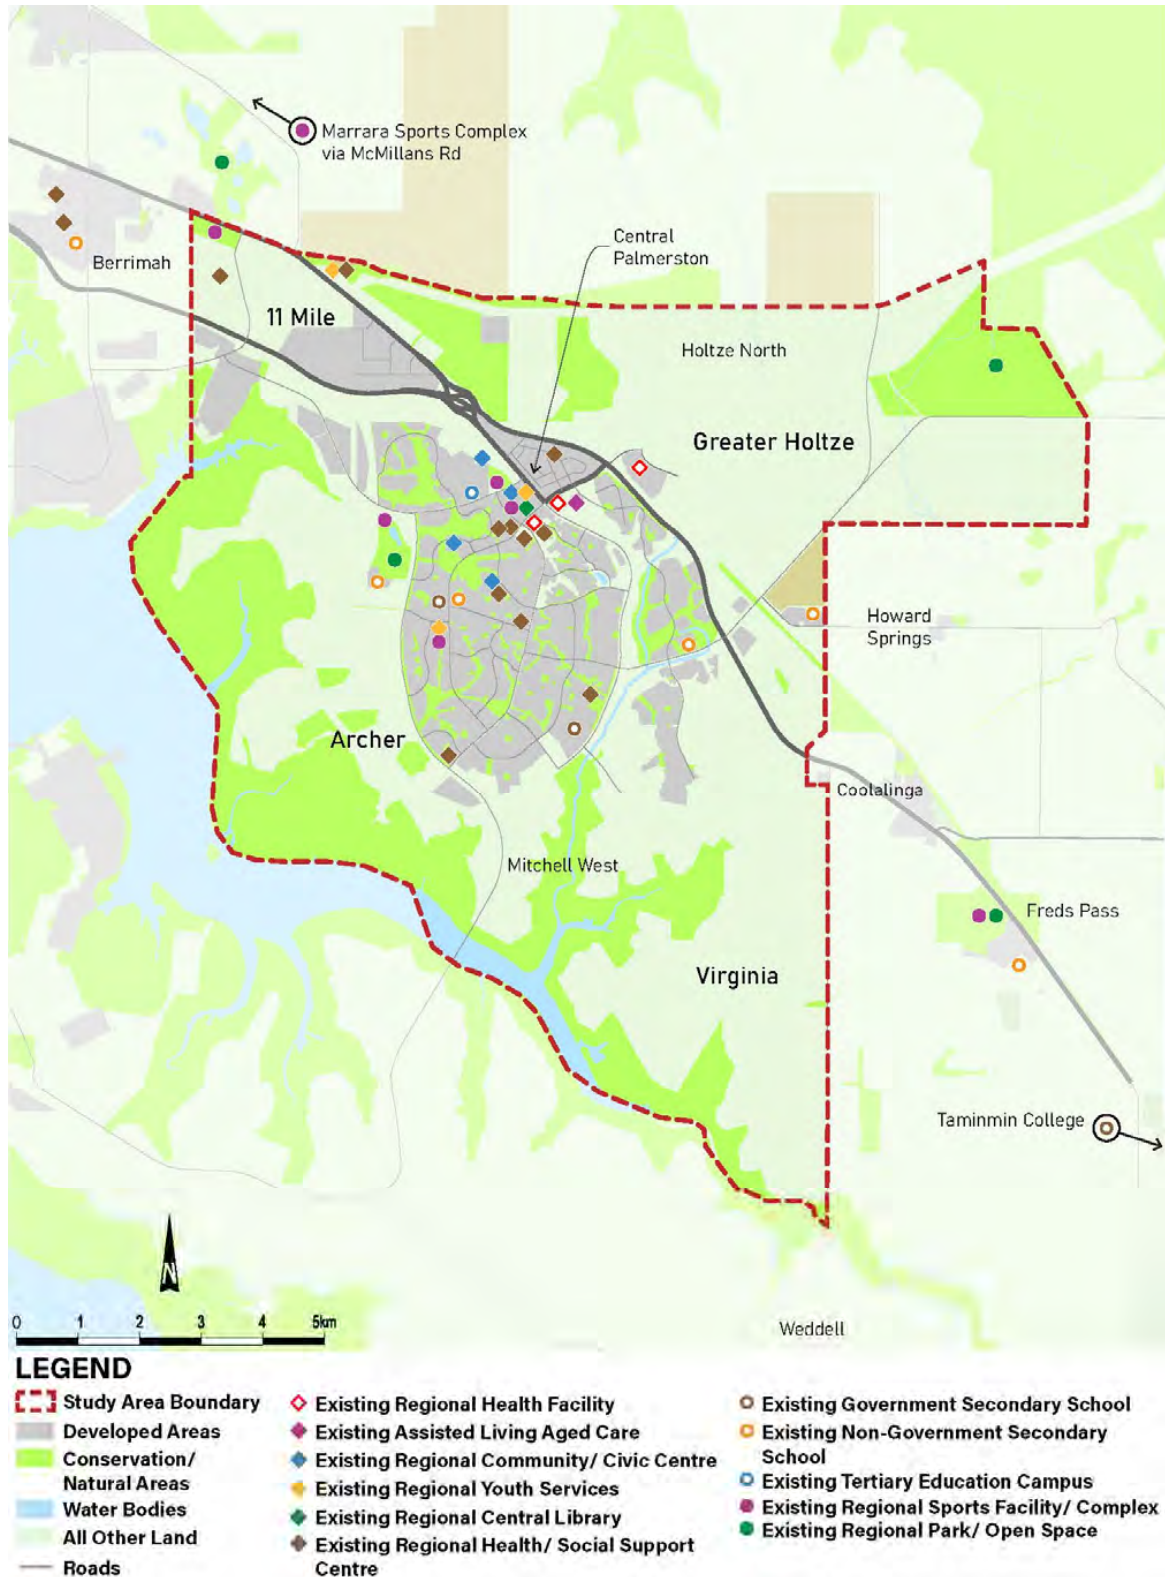 Marrara Sports Complex
via McMillans Rd
Central
Palmerston
Berrimah
11 Mile
Holtze North
Greater Holtze
Howard
Springs
Archer
Coolalinga
Mitchell West
Freds Pass
Virginia
Taminmin College
N
0 1 2 3 4 5km
Weddell
LEGEND
Study Area Boundary
Developed Areas
Conservation/
Natural Areas
Water Bodies
All Other Land
Roads
Existing Regional Health Facility
Existing Assisted Living Aged Care
Existing Regional Community/ Civic Centre
Existing Regional Youth Services
Existing Regional Central Library
Existing Regional Health/ Social Support
Centre
Existing Government Secondary School
Existing Non-Government Secondary
School
Existing Tertiary Education Campus
Existing Regional Sports Facility/ Complex
Existing Regional Park/ Open Space